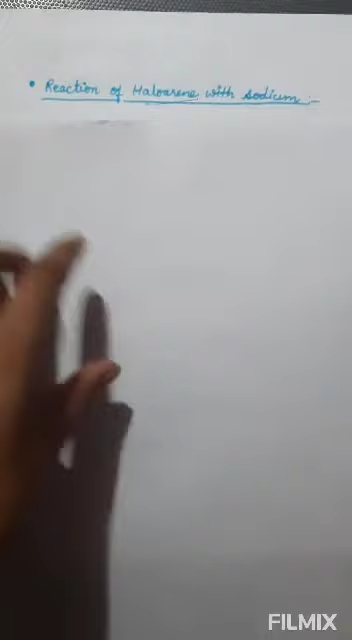 • Reaction of Haloarene with sodium :-
FILMIX